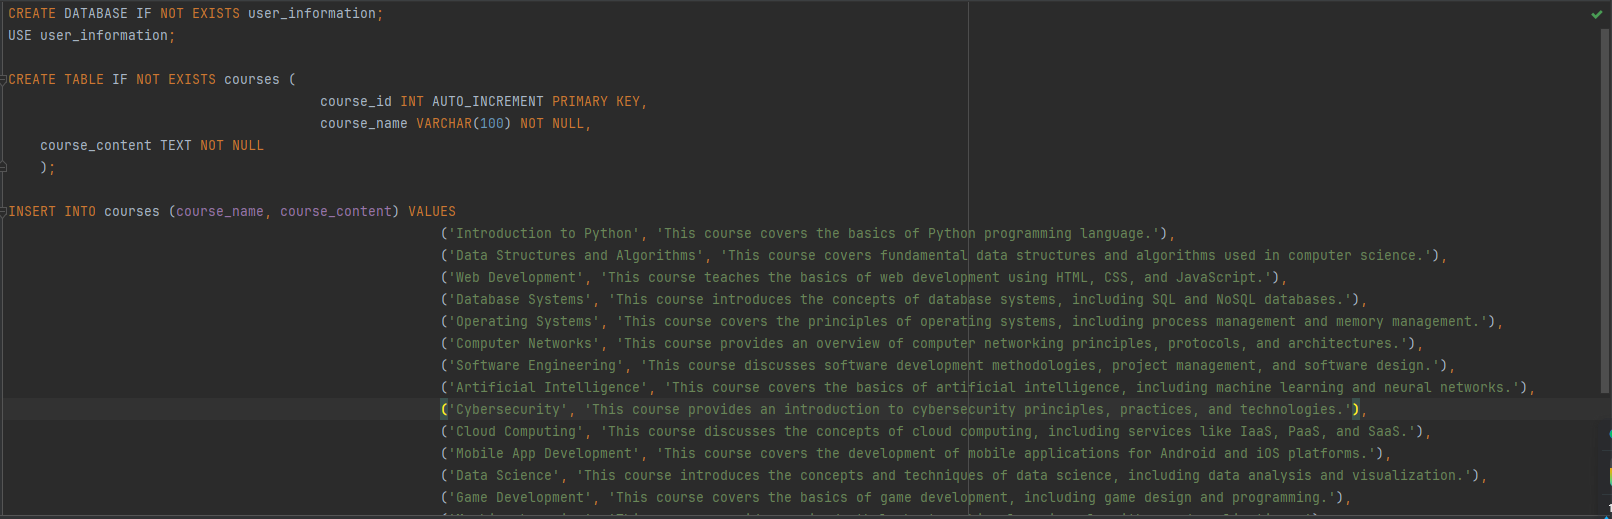 CREATE DATABASE IF NOT EXISTS user_information;
USE user_information;
CREATE TABLE IF NOT EXISTS courses (
course_id INT AUTO_INCREMENT PRIMARY KEY,
course_name VARCHAR(100) NOT NULL,
course_content TEXT NOT NULL
);
INSERT INTO courses (course_name, course_content) VALUES
('Introduction to Python', 'This course covers the basics of Python programming language.'),
('Data Structures and Algorithms', 'This course covers fundamental data structures and algorithms used in computer science.'),
('Web Development', 'This course teaches the basics of web development using HTML, CSS, and JavaScript.'),
('Database Systems', 'This course introduces the concepts of database systems, including SQL and NoSQL databases.'),
('Operating Systems', 'This course covers the principles of operating systems, including process management and memory management.'),
('Computer Networks', 'This course provides an overview of computer networking principles, protocols, and architectures.'),
('Software Engineering', 'This course discusses software development methodologies, project management, and software design.'),
('Artificial Intelligence', 'This course covers the basics of artificial intelligence, including machine learning and neural networks.'),
('Cybersecurity', 'This course provides an introduction to cybersecurity principles, practices, and technologies.'),
('Cloud Computing', 'This course discusses the concepts of cloud computing, including services like IaaS, PaaS, and SaaS.'),
('Mobile App Development', 'This course covers the development of mobile applications for Android and iOS platforms.'),
('Data Science', 'This course introduces the concepts and techniques of data science, including data analysis and visualization.'),
('Game Development', 'This course covers the basics of game development, including game design and programming.'),